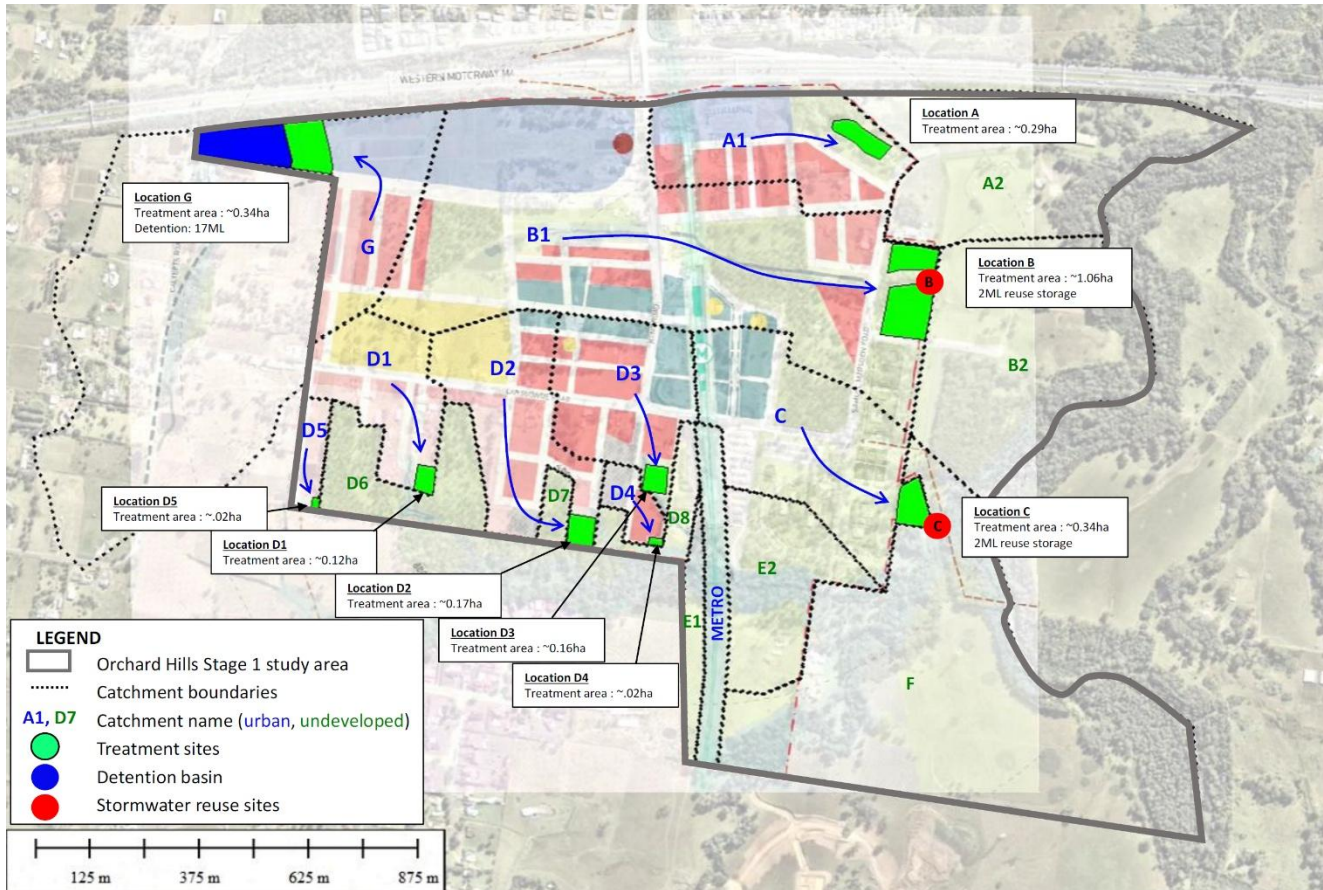 WESTERN MOTORWAY M4
Location A
Treatment area : ~0.29ha
A1
A2
Location G
Treatment area : ~0.34ha
Detention: 17ML
G
B1
Location B
Treatment area : ~1.06ha
2ML reuse storage
B
B2
D1
D2
D3
C
D5
D6
D7
D4
D8
Location D5
Treatment area : ~.02ha
Location D1
Treatment area : ~0.12ha
Location C
Treatment area : ~0.34ha
2ML reuse storage
C
Location D2
Treatment area : ~0.17ha
E2
E1
METRO
Location D3
Treatment area : ~0.16ha
Location D4
Treatment area : ~.02ha
F
LEGEND
Orchard Hills Stage 1 study area
Catchment boundaries
A1, D7 Catchment name (urban, undeveloped)
Treatment sites
Detention basin
Stormwater reuse sites
125 m 375 m 625 m 875 m